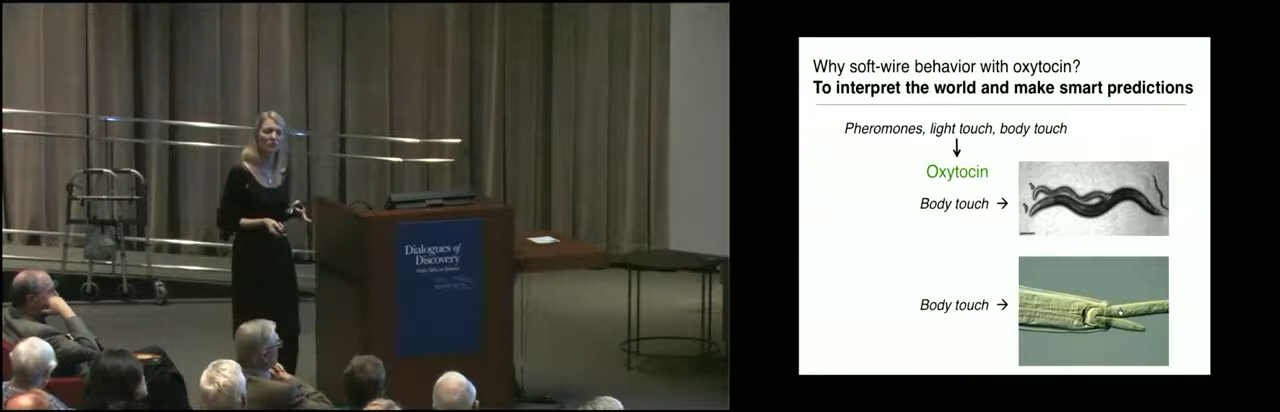 Dialogues of
Discovery
Why soft-wire behavior with oxytocin?
To interpret the world and make smart predictions
Pheromones, light touch, body touch
↓
Oxytocin
Body touch →
Body touch →